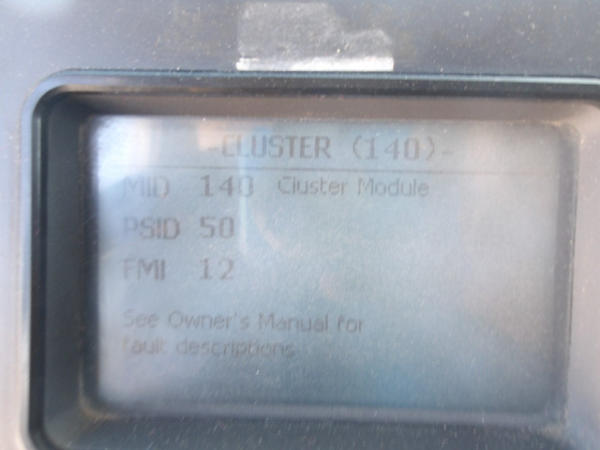 -CLUSTER (140)-
MID 140 Cluster Module
PSID 50
FMI 12
See Owner's Manual for
fault descriptions